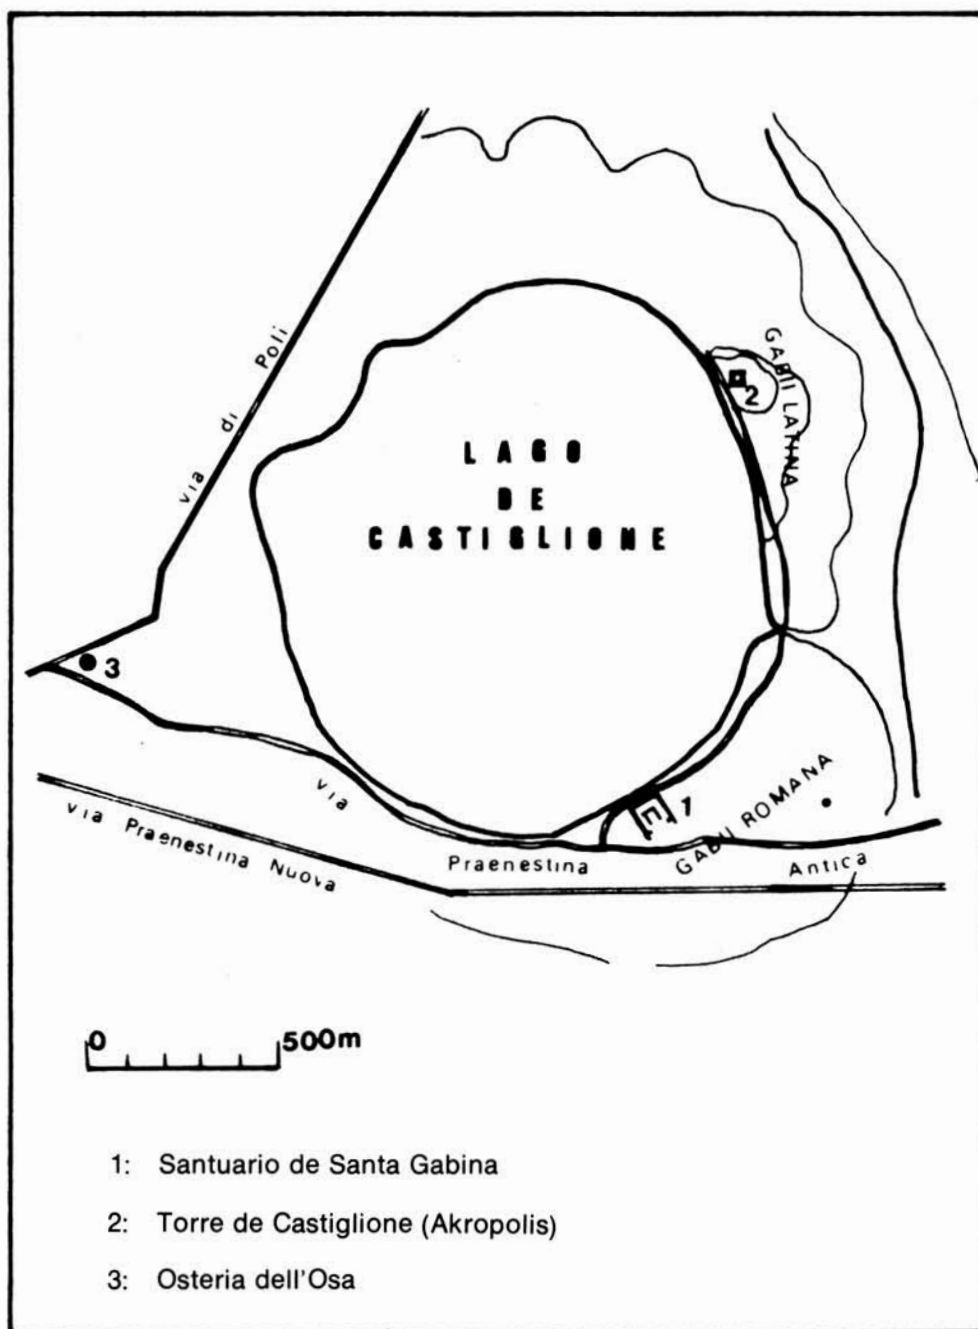 via di Poli
GABII LATINA
2
LAGO
DE
CASTIGLIONE
3
via Praenestina Antica
1
GABII ROMANA
via Praenestina Nuova
0 500m
1: Santuario de Santa Gabina
2: Torre de Castiglione (Akropolis)
3: Osteria dell'Osa